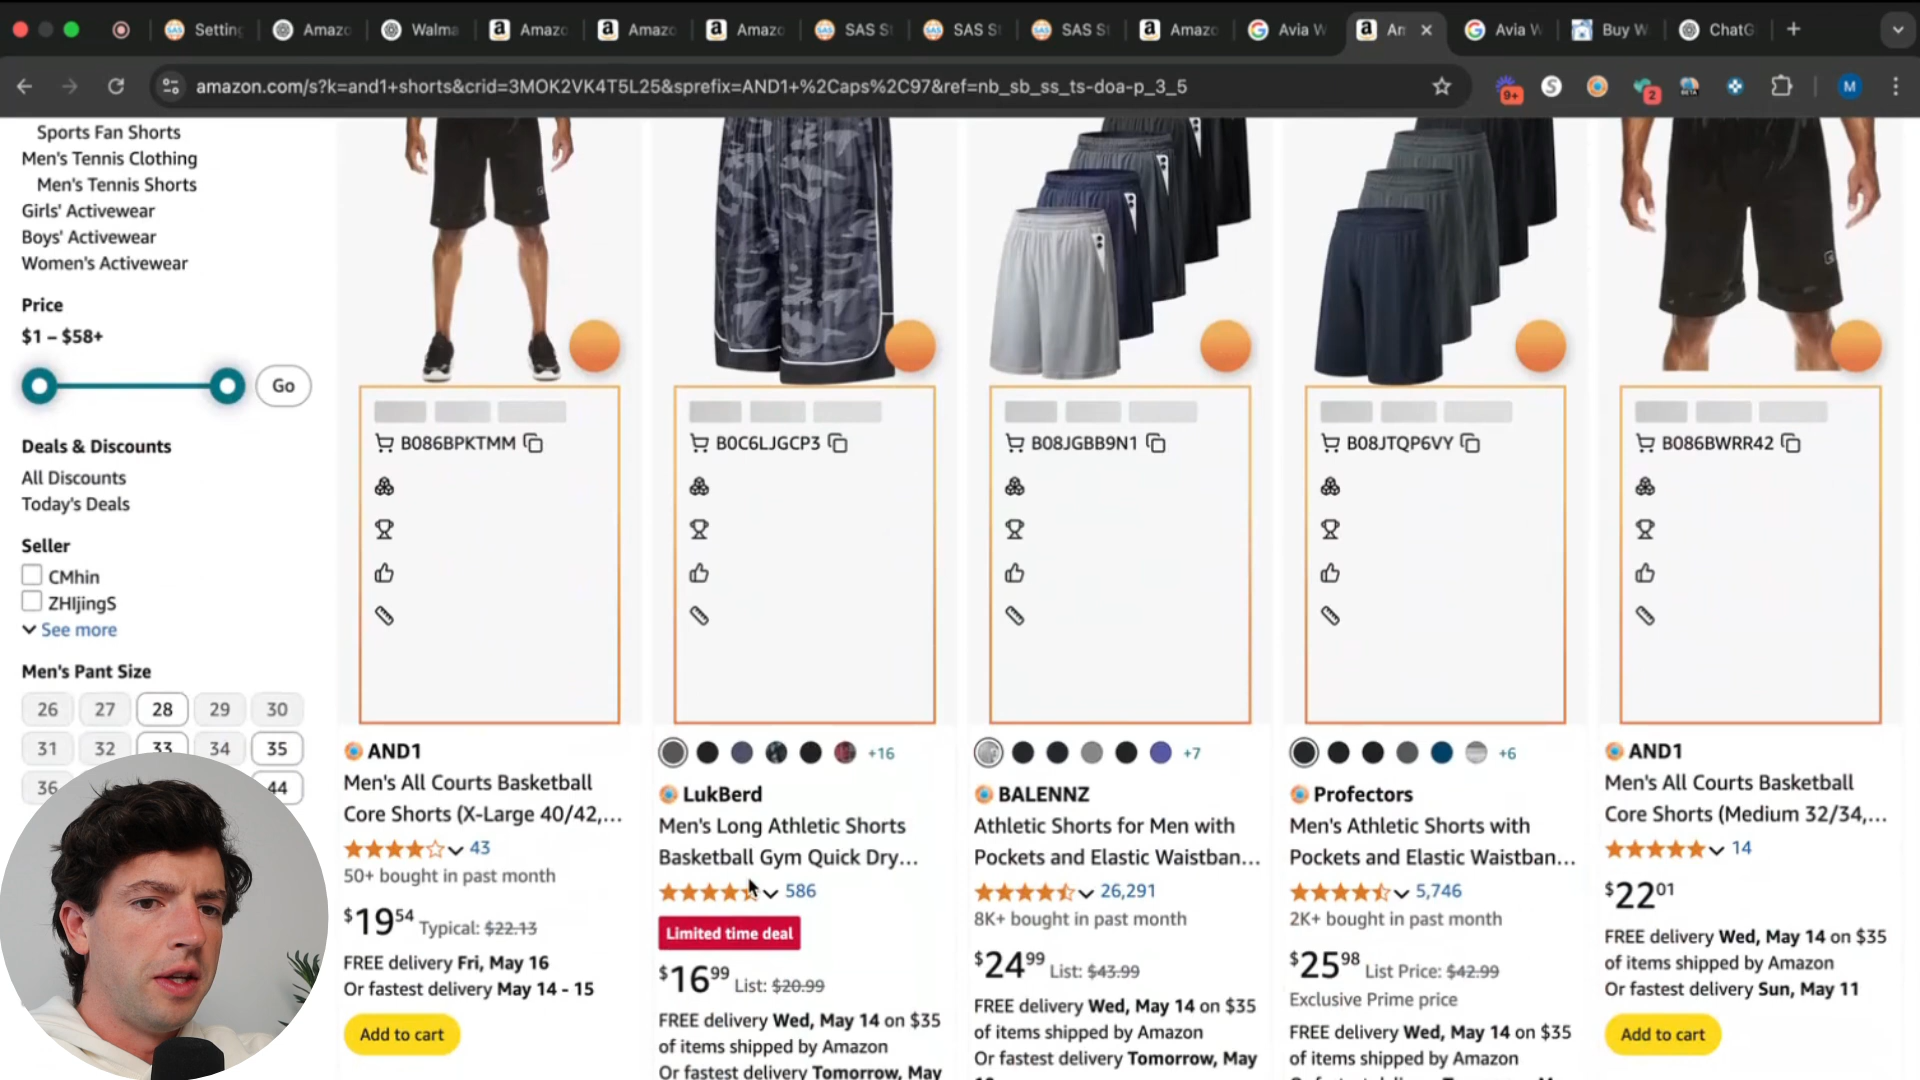 Setting
Amazo
Walma
Amazo
Amazo
Amazo
SAS St
SAS St
SAS St
Amazo
Avia W
Am
Avia W
Buy W
ChatG
amazon.com/s?k=and1+shorts&crid=3MOK2VK4T5L25&sprefix=AND1+%2Caps%2C97&ref=nb_sb_ss_ts-doa-p_3_5
9+
S
2
BETA
M
Sports Fan Shorts
Men's Tennis Clothing
Men's Tennis Shorts
Girls' Activewear
Boys' Activewear
Women's Activewear
Price
$1 – $58+
Go
Deals & Discounts
All Discounts
Today's Deals
Seller
CMhin
ZHIjingS
See more
Men's Pant Size
26 27 28 29 30
31 32 33 34 35
36 44
B086BPKTMM
AND1
Men's All Courts Basketball
Core Shorts (X-Large 40/42,...
43
50+ bought in past month
$19.54 Typical: $22.13
FREE delivery Fri, May 16
Or fastest delivery May 14 - 15
Add to cart
B0C6LJGCP3
+16
LukBerd
Men's Long Athletic Shorts
Basketball Gym Quick Dry...
586
Limited time deal
$16.99 List: $20.99
FREE delivery Wed, May 14 on $35
of items shipped by Amazon
Or fastest delivery Tomorrow, May
B08JGBB9N1
+7
BALENNZ
Athletic Shorts for Men with
Pockets and Elastic Waistban...
26,291
8K+ bought in past month
$24.99 List: $43.99
FREE delivery Wed, May 14 on $35
of items shipped by Amazon
Or fastest delivery Tomorrow, May
B08JTQP6VY
+6
Profectors
Men's Athletic Shorts with
Pockets and Elastic Waistban...
5,746
2K+ bought in past month
$25.98 List Price: $42.99
Exclusive Prime price
FREE delivery Wed, May 14 on $35
of items shipped by Amazon
B086BWRR42
AND1
Men's All Courts Basketball
Core Shorts (Medium 32/34,...
14
$22.01
FREE delivery Wed, May 14 on $35
of items shipped by Amazon
Or fastest delivery Sun, May 11
Add to cart